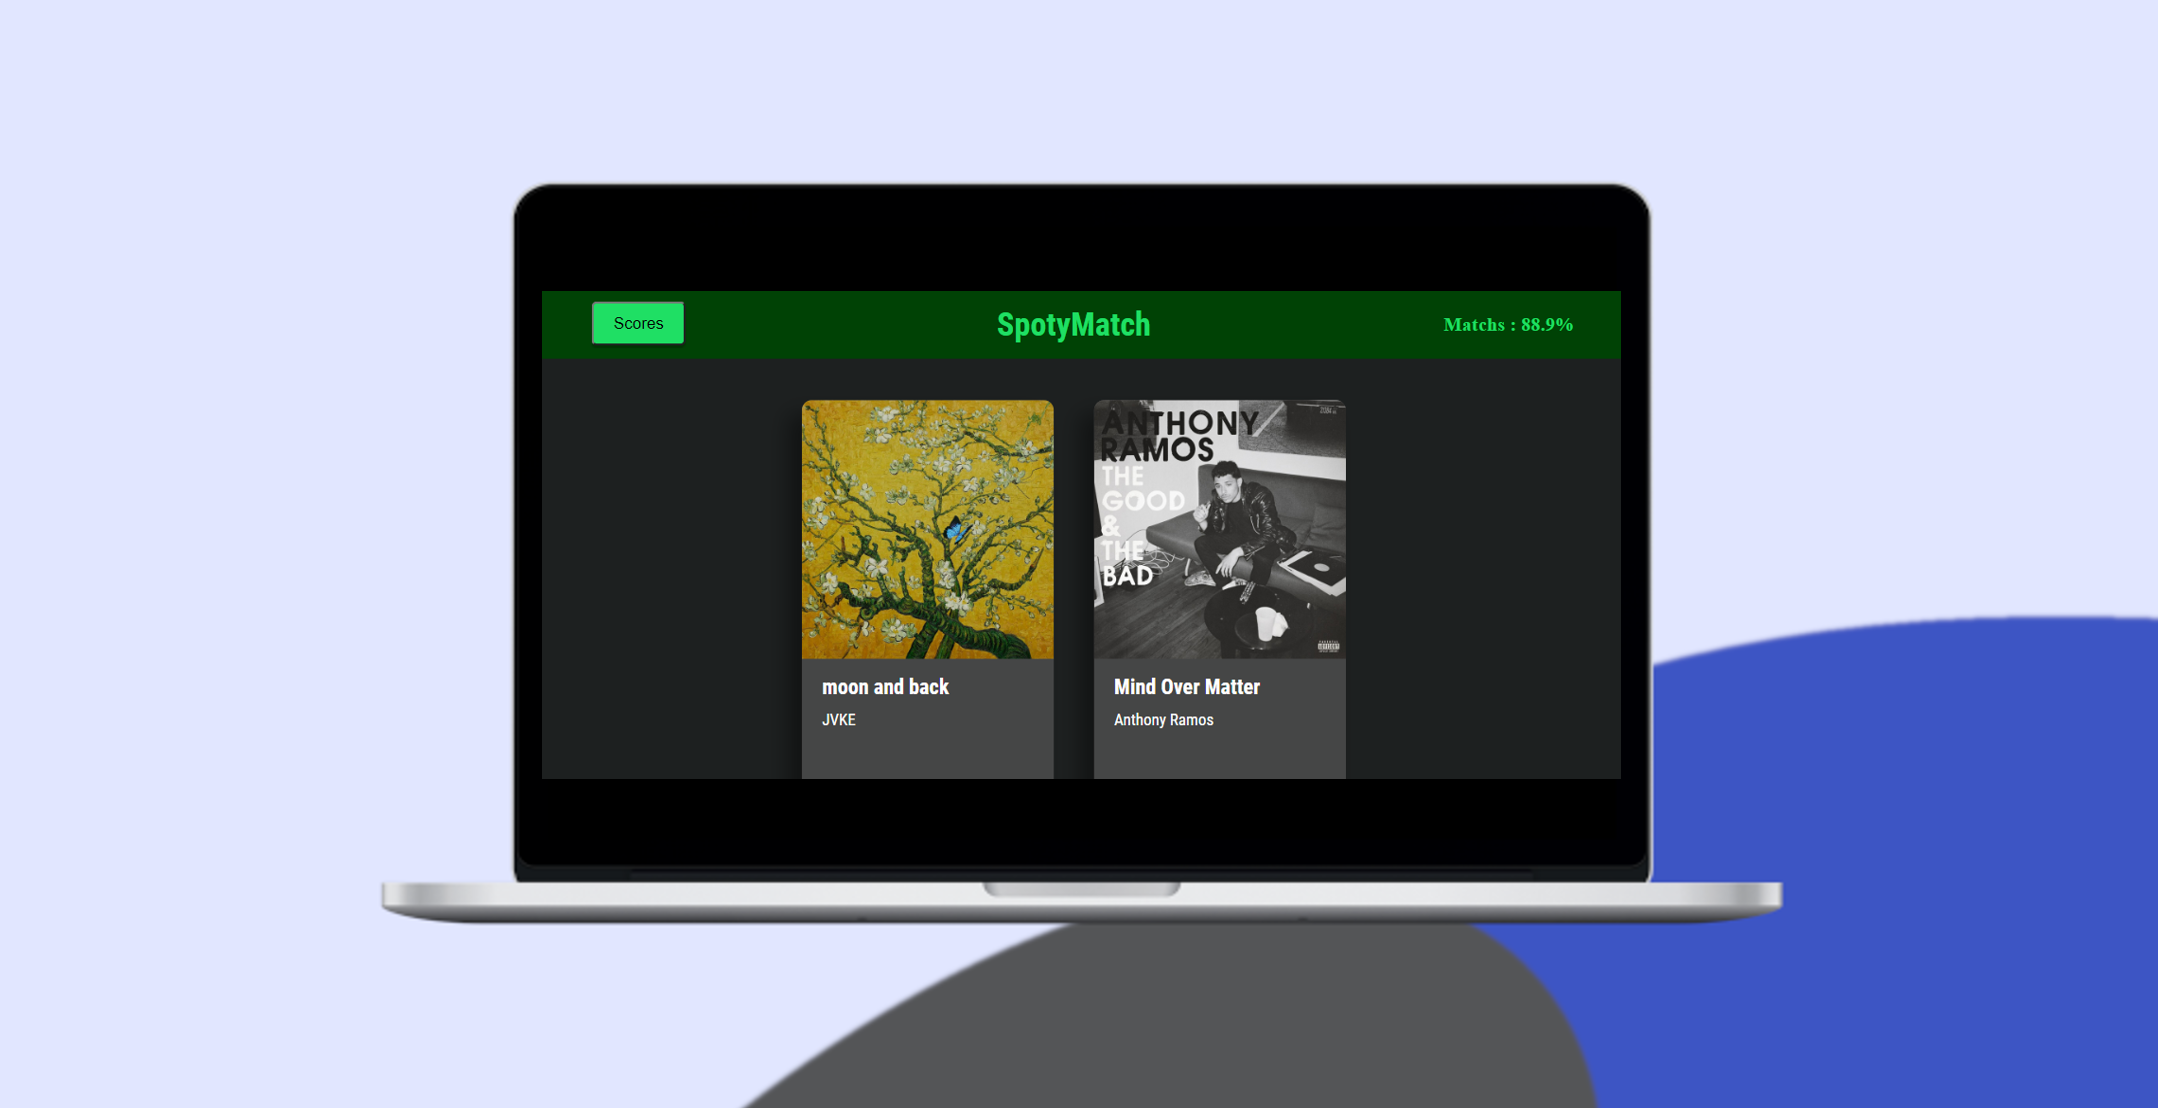 Scores
SpotyMatch
Matchs : 88.9%
ANTHONY
RAMOS
THE
GOOD
&
THE
BAD
moon and back
JVKE
Mind Over Matter
Anthony Ramos